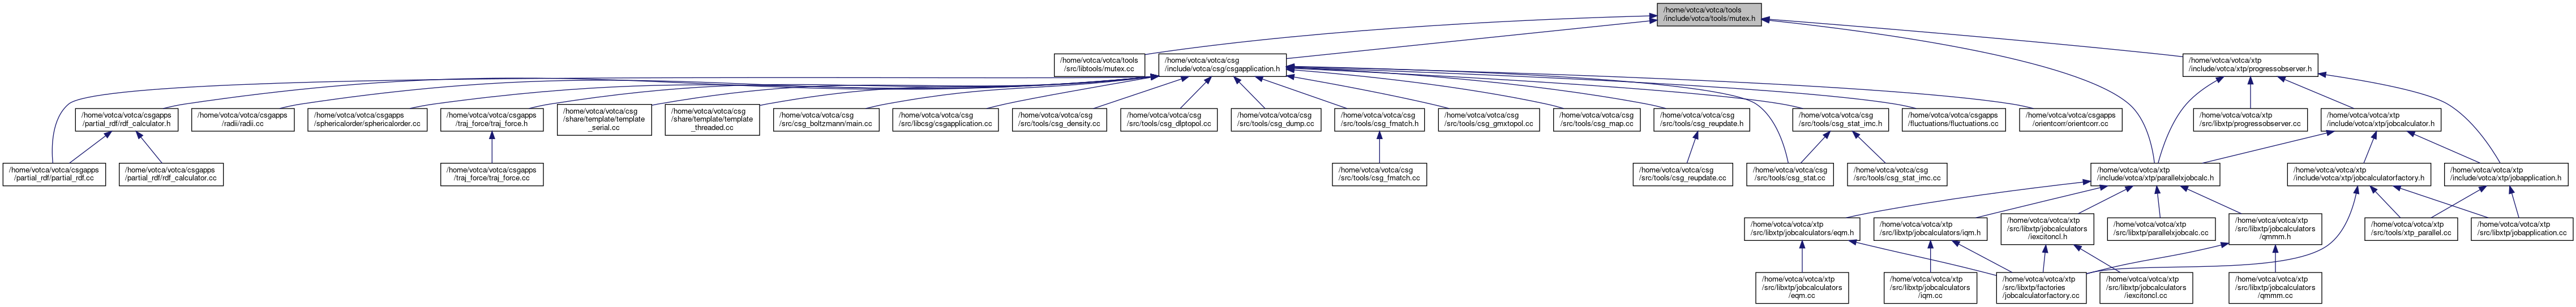 /home/votca/votca/tools
/include/votca/tools/mutex.h
/home/votca/votca/tools
/src/libtools/mutex.cc
/home/votca/votca/csg
/include/votca/csg/csgapplication.h
/home/votca/votca/xtp
/include/votca/xtp/progressobserver.h
/home/votca/votca/csgapps
/partial_rdf/rdf_calculator.h
/home/votca/votca/csgapps
/radii/radii.cc
/home/votca/votca/csgapps
/sphericalorder/sphericalorder.cc
/home/votca/votca/csgapps
/traj_force/traj_force.h
/home/votca/votca/csg
/share/template/template
_serial.cc
/home/votca/votca/csg
/share/template/template
_threaded.cc
/home/votca/votca/csg
/src/csg_boltzmann/main.cc
/home/votca/votca/csg
/src/libcsg/csgapplication.cc
/home/votca/votca/csg
/src/tools/csg_density.cc
/home/votca/votca/csg
/src/tools/csg_dlptopol.cc
/home/votca/votca/csg
/src/tools/csg_dump.cc
/home/votca/votca/csg
/src/tools/csg_fmatch.h
/home/votca/votca/csg
/src/tools/csg_gmxtopol.cc
/home/votca/votca/csg
/src/tools/csg_map.cc
/home/votca/votca/csg
/src/tools/csg_reupdate.h
/home/votca/votca/csg
/src/tools/csg_stat_imc.h
/home/votca/votca/csgapps
/fluctuations/fluctuations.cc
/home/votca/votca/csgapps
/orientcorr/orientcorr.cc
/home/votca/votca/xtp
/src/libxtp/progressobserver.cc
/home/votca/votca/xtp
/include/votca/xtp/jobcalculator.h
/home/votca/votca/csgapps
/partial_rdf/partial_rdf.cc
/home/votca/votca/csgapps
/partial_rdf/rdf_calculator.cc
/home/votca/votca/csgapps
/traj_force/traj_force.cc
/home/votca/votca/csg
/src/tools/csg_fmatch.cc
/home/votca/votca/csg
/src/tools/csg_reupdate.cc
/home/votca/votca/csg
/src/tools/csg_stat.cc
/home/votca/votca/csg
/src/tools/csg_stat_imc.cc
/home/votca/votca/xtp
/include/votca/xtp/parallelxjobcalc.h
/home/votca/votca/xtp
/include/votca/xtp/jobcalculatorfactory.h
/home/votca/votca/xtp
/include/votca/xtp/jobapplication.h
/home/votca/votca/xtp
/src/libxtp/jobcalculators/eqm.h
/home/votca/votca/xtp
/src/libxtp/jobcalculators/iqm.h
/home/votca/votca/xtp
/src/libxtp/jobcalculators
/iexcitoncl.h
/home/votca/votca/xtp
/src/libxtp/parallelxjobcalc.cc
/home/votca/votca/xtp
/src/libxtp/jobcalculators
/qmmm.h
/home/votca/votca/xtp
/src/tools/xtp_parallel.cc
/home/votca/votca/xtp
/src/libxtp/jobapplication.cc
/home/votca/votca/xtp
/src/libxtp/jobcalculators
/eqm.cc
/home/votca/votca/xtp
/src/libxtp/jobcalculators
/iqm.cc
/home/votca/votca/xtp
/src/libxtp/factories
/jobcalculatorfactory.cc
/home/votca/votca/xtp
/src/libxtp/jobcalculators
/iexcitoncl.cc
/home/votca/votca/xtp
/src/libxtp/jobcalculators
/qmmm.cc